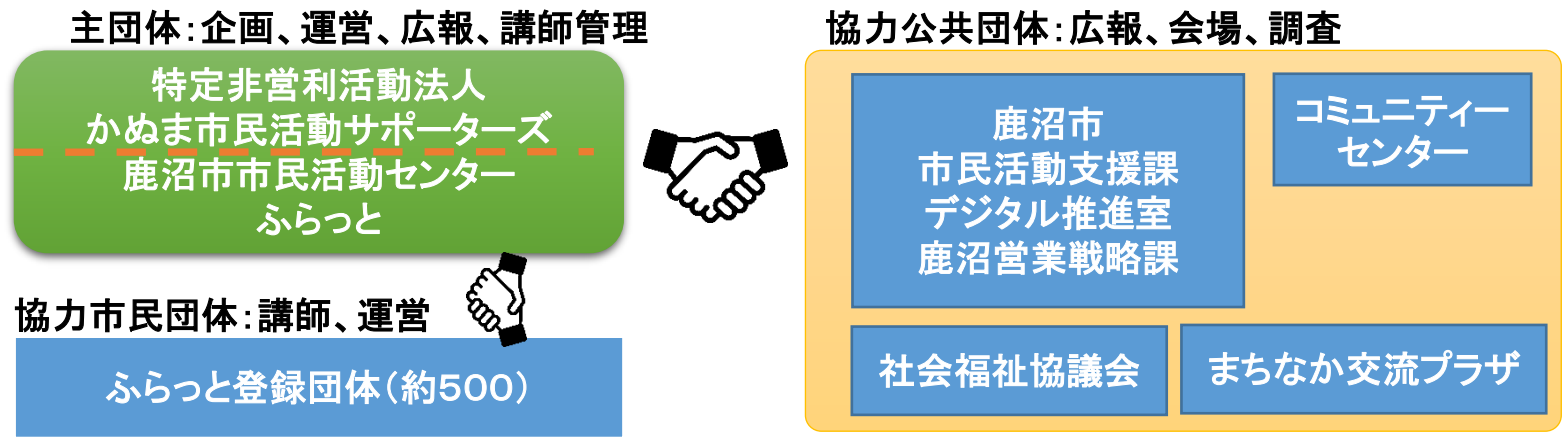 主団体：企画、運営、広報、講師管理
特定非営利活動法人
かぬま市民活動サポーターズ
鹿沼市市民活動センター
ふらっと
協力市民団体：講師、運営
ふらっと登録団体（約５００）
協力公共団体：広報、会場、調査
鹿沼市
市民活動支援課
デジタル推進室
鹿沼営業戦略課
コミュニティー
センター
社会福祉協議会
まちなか交流プラザ